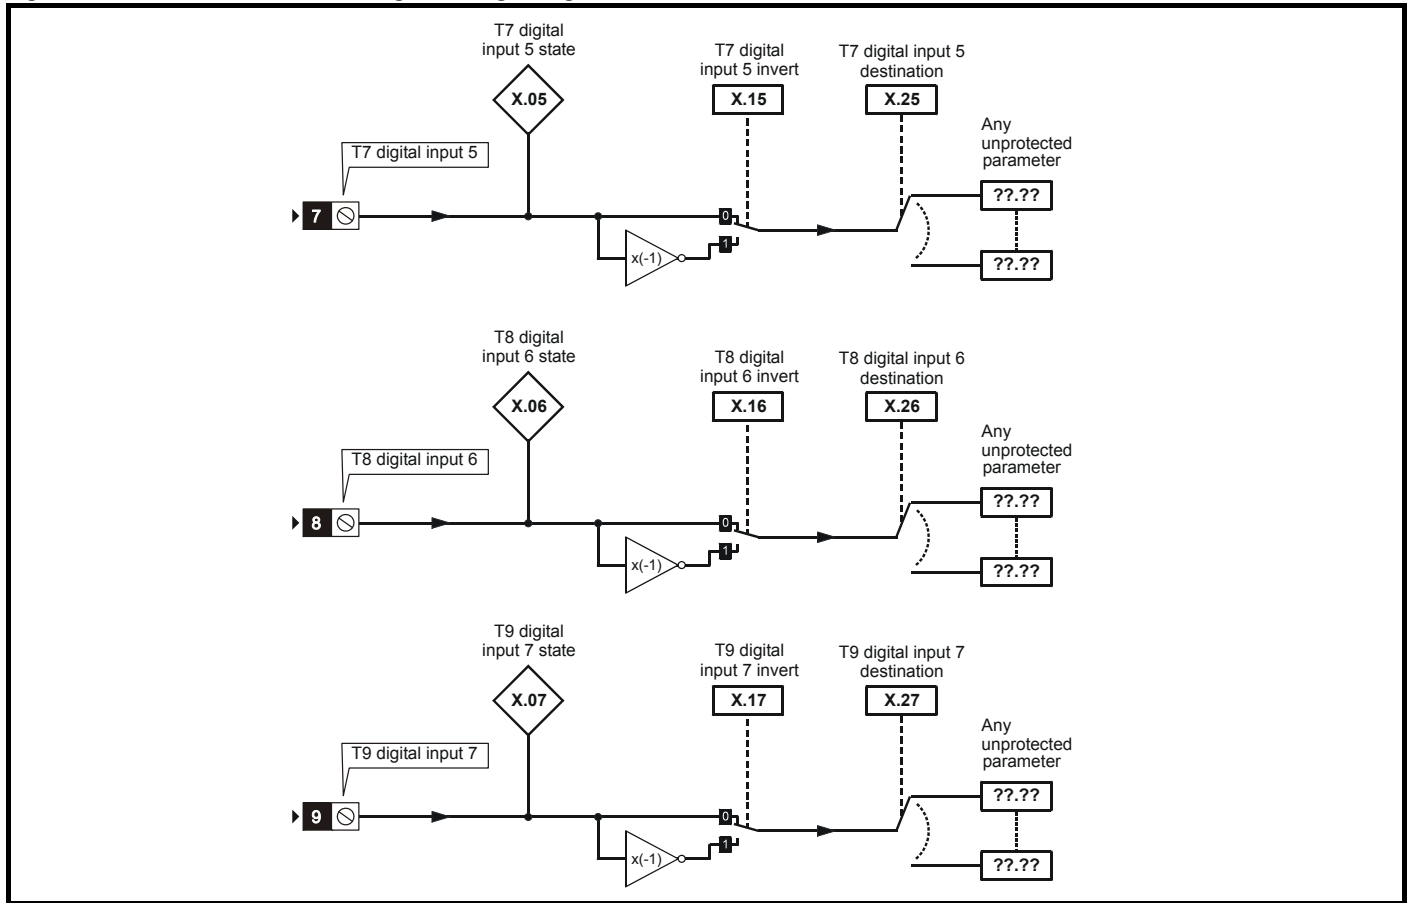 T7 digital
input 5 state
T7 digital
input 5 invert
T7 digital input 5
destination
X.05
X.15
X.25
Any
unprotected
parameter
T7 digital input 5
??.??
7
0
1
x(-1)
??.??
T8 digital
input 6 state
T8 digital
input 6 invert
T8 digital input 6
destination
X.06
X.16
X.26
Any
unprotected
parameter
T8 digital input 6
??.??
8
0
1
x(-1)
??.??
T9 digital
input 7 state
T9 digital
input 7 invert
T9 digital input 7
destination
X.07
X.17
X.27
Any
unprotected
parameter
T9 digital input 7
??.??
9
0
1
x(-1)
??.??